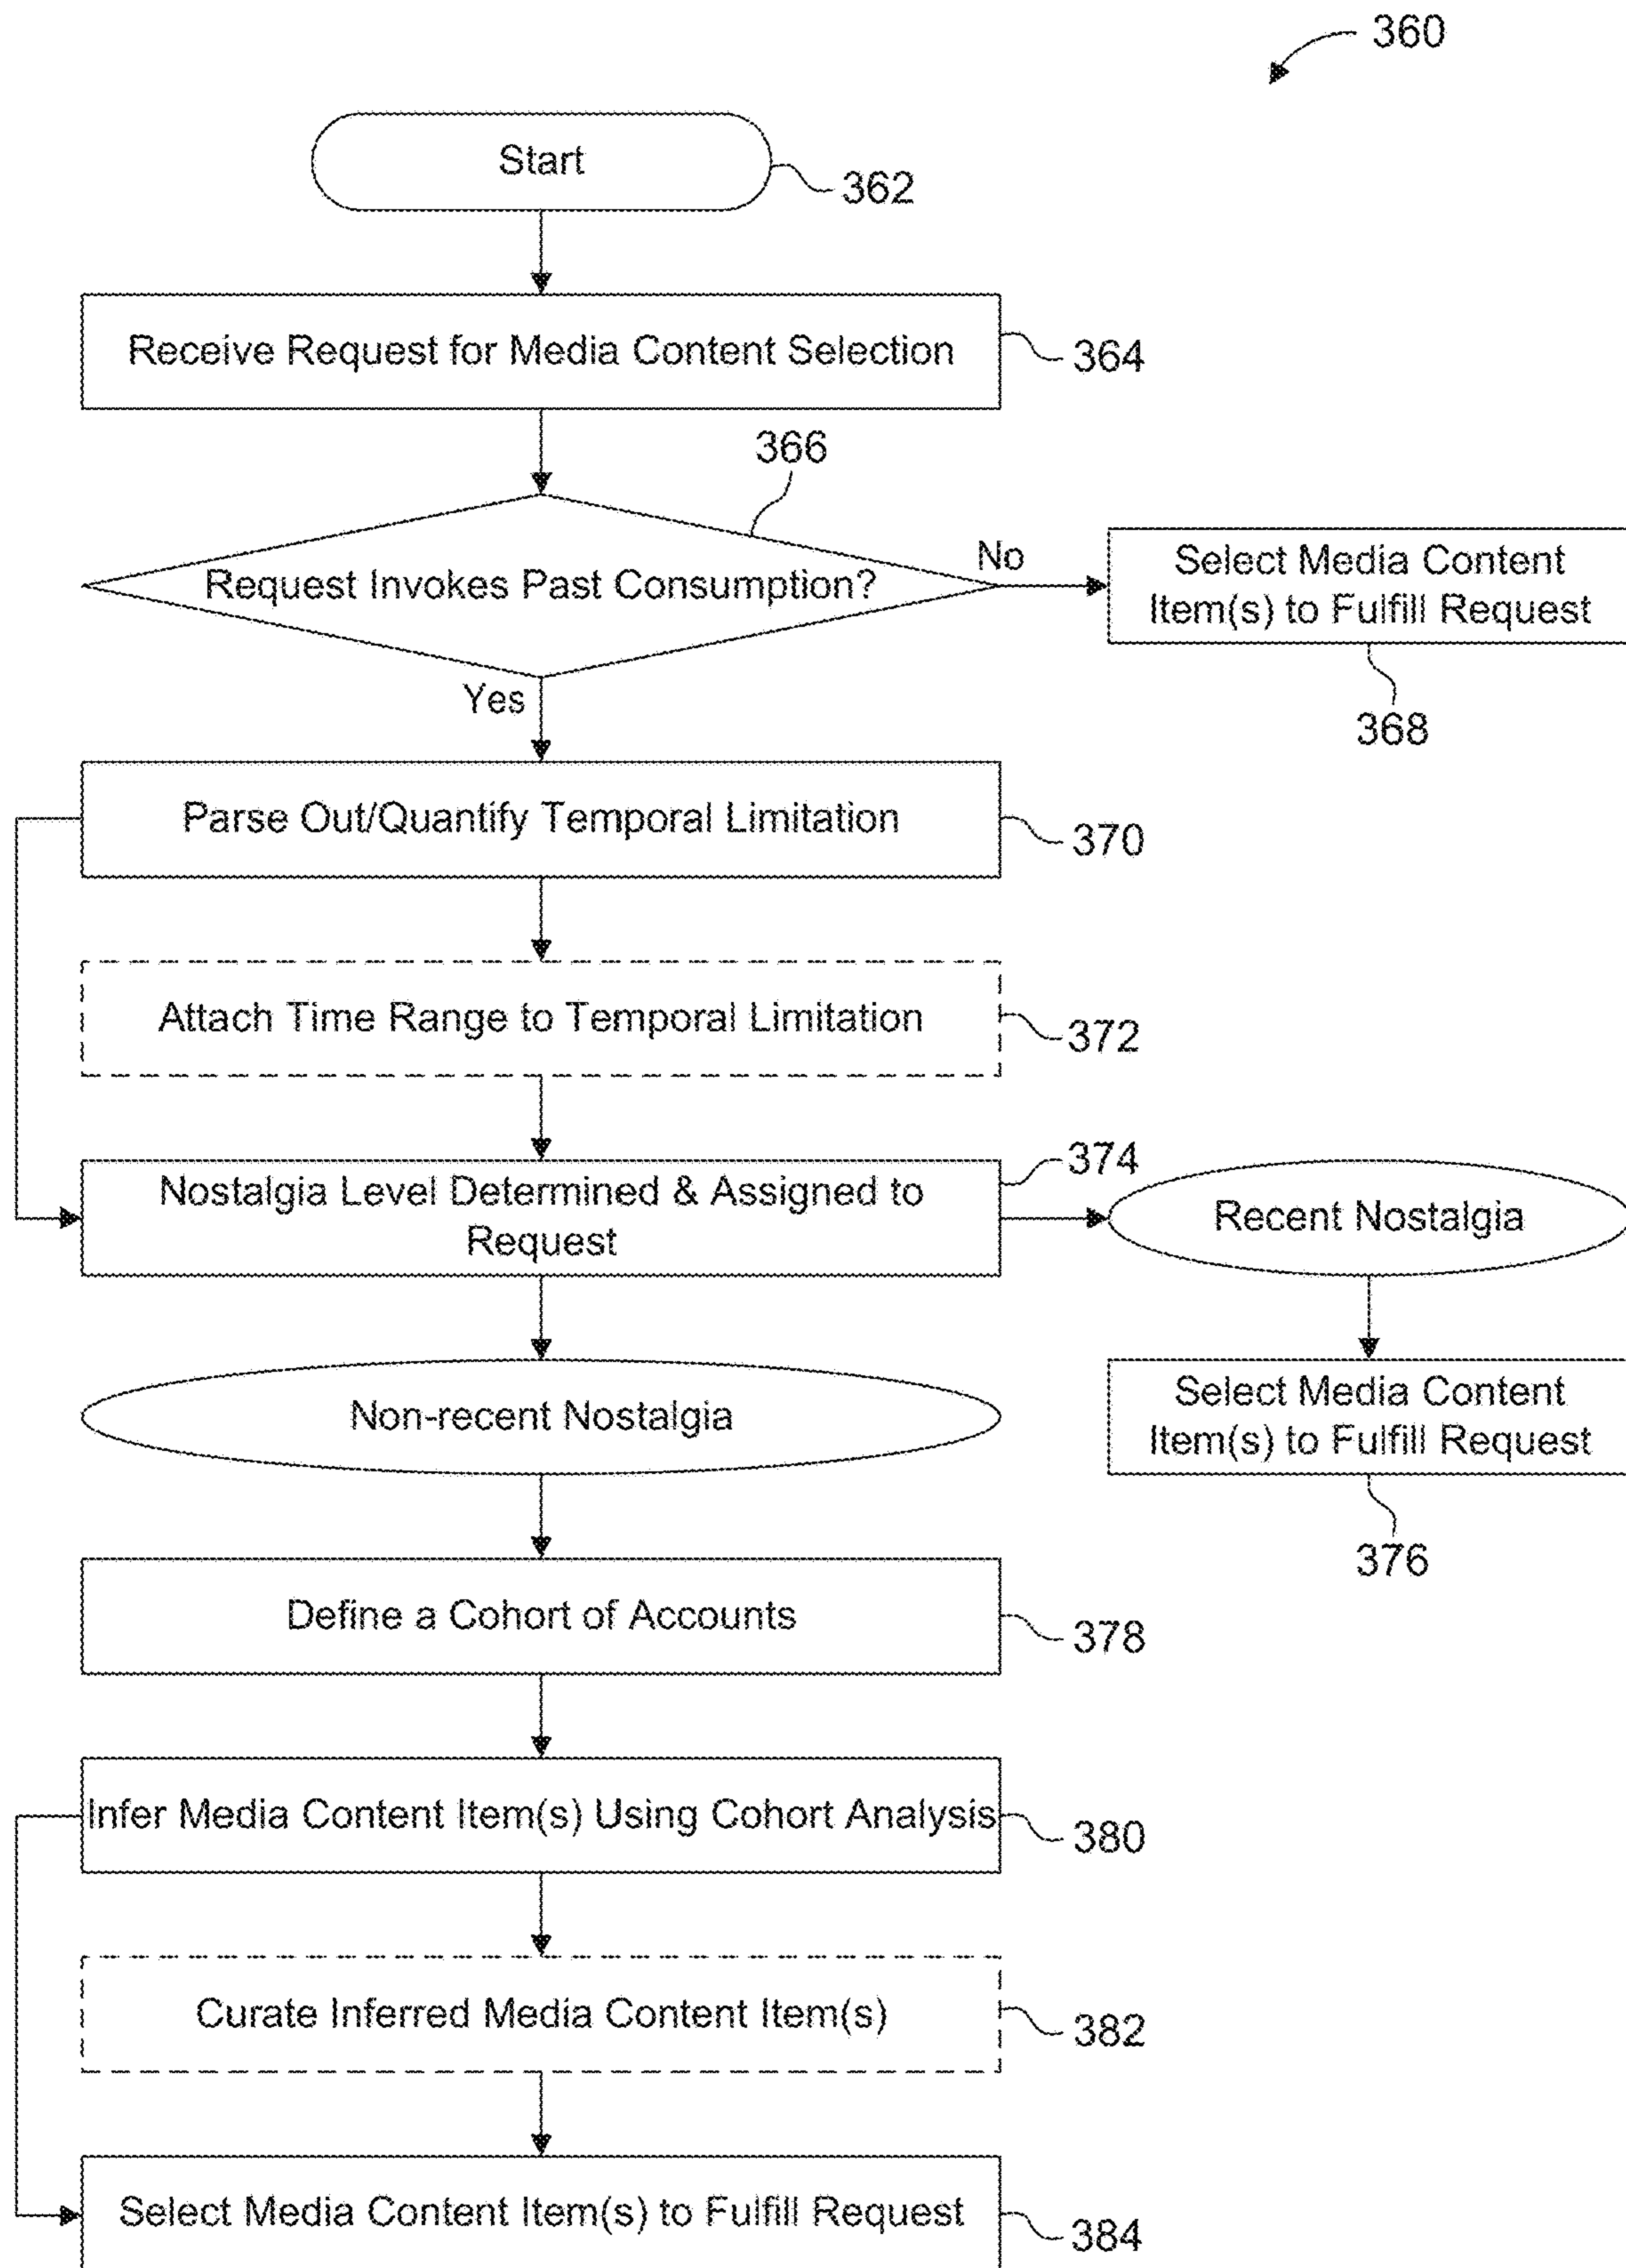 360
Start
362
Receive Request for Media Content Selection
364
366
Request Invokes Past Consumption?
No
Select Media Content
Item(s) to Fulfill Request
368
Yes
Parse Out/Quantify Temporal Limitation
370
Attach Time Range to Temporal Limitation
372
Nostalgia Level Determined & Assigned to
Request
374
Recent Nostalgia
Non-recent Nostalgia
Select Media Content
Item(s) to Fulfill Request
376
Define a Cohort of Accounts
378
Infer Media Content Item(s) Using Cohort Analysis
380
Curate Inferred Media Content Item(s)
382
Select Media Content Item(s) to Fulfill Request
384